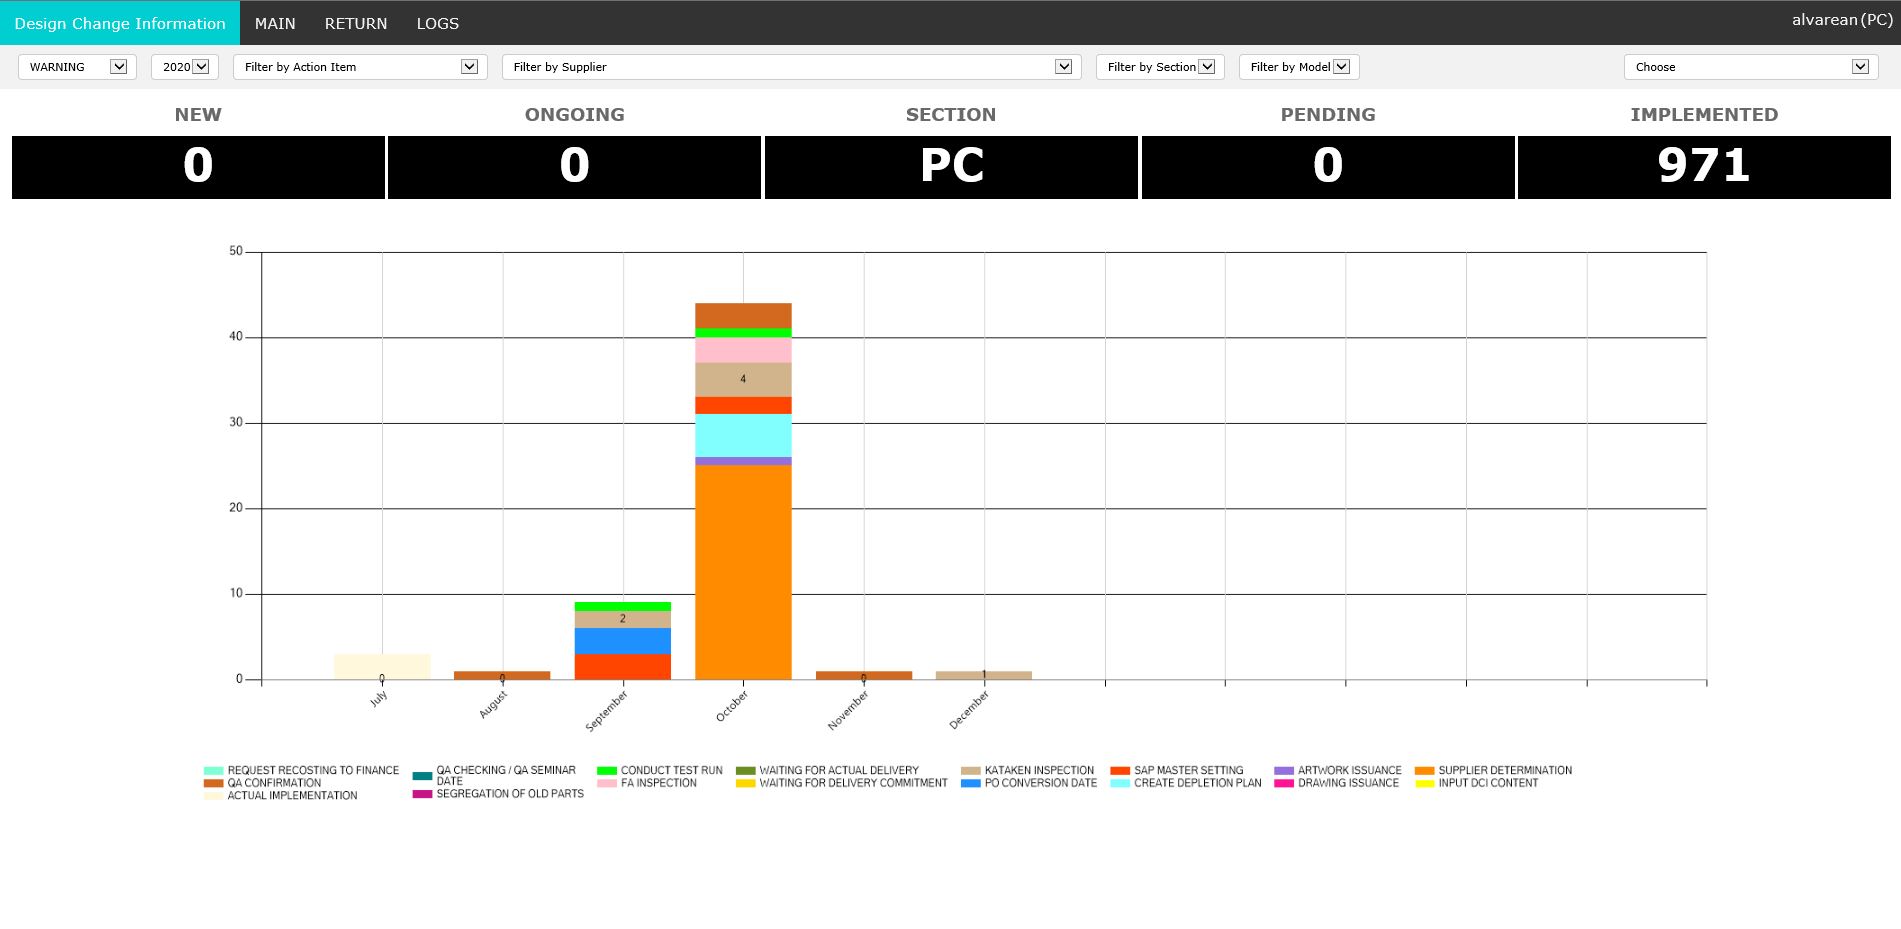 Design Change Information MAIN RETURN LOGS alvarean(PC)
WARNING 2020 Filter by Action Item Filter by Supplier Filter by Section Filter by Model Choose
NEW ONGOING SECTION PENDING IMPLEMENTED
0 0 PC 0 971
50
40
30
20
10
0
4
2
0 0 0 1
July August September October November December
REQUEST RECOSTING TO FINANCE
QA CONFIRMATION
ACTUAL IMPLEMENTATION
QA CHECKING / QA SEMINAR
DATE
SEGREGATION OF OLD PARTS
CONDUCT TEST RUN
FA INSPECTION
WAITING FOR ACTUAL DELIVERY
WAITING FOR DELIVERY COMMITMENT
KATAKEN INSPECTION
PO CONVERSION DATE
SAP MASTER SETTING
CREATE DEPLETION PLAN
ARTWORK ISSUANCE
DRAWING ISSUANCE
SUPPLIER DETERMINATION
INPUT DCI CONTENT